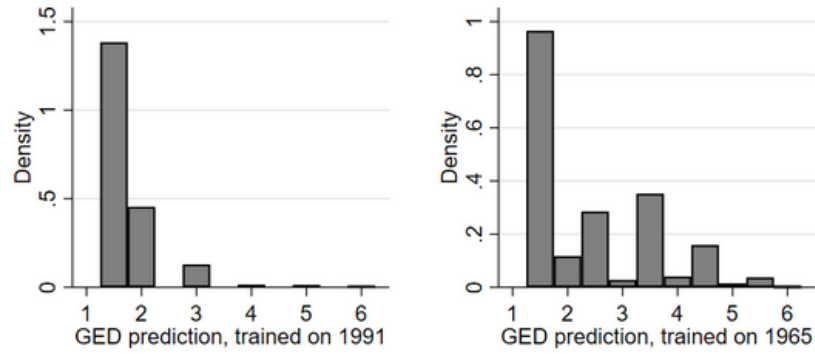 1.5
1
.5
0
Density
1 2 3 4 5 6
GED prediction, trained on 1991
1
.8
.6
.4
.2
0
Density
1 2 3 4 5 6
GED prediction, trained on 1965